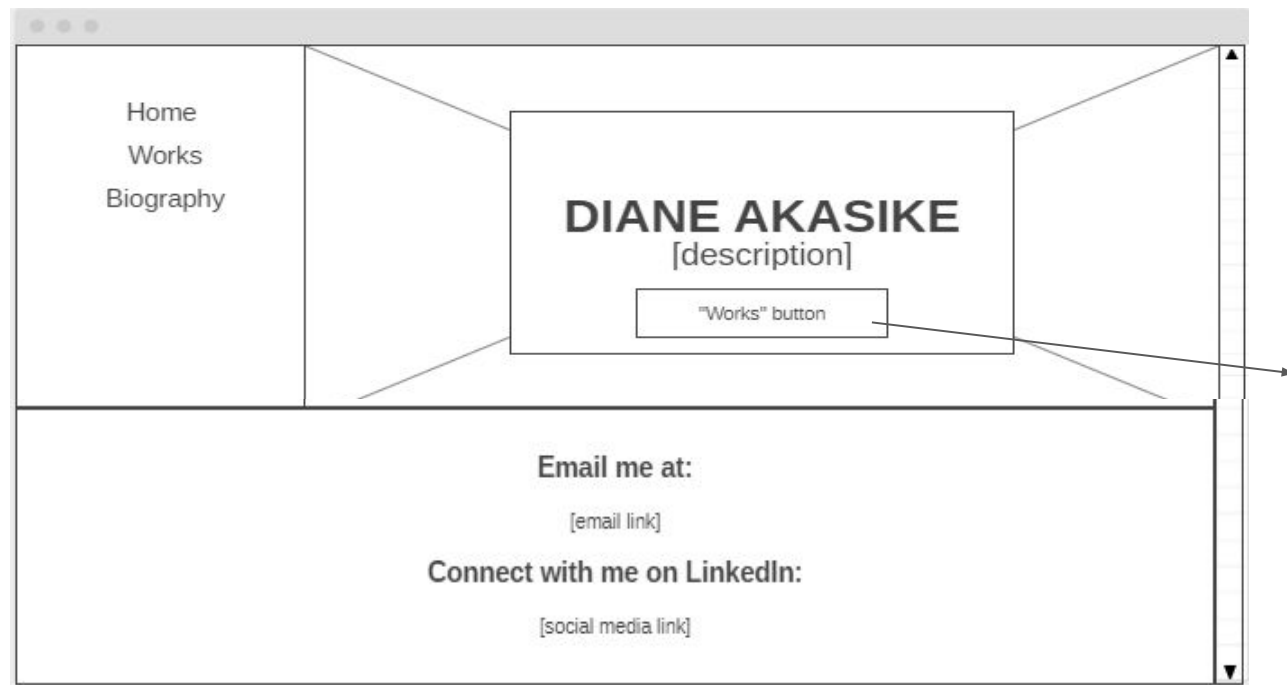 Home
Works
Biography
DIANE AKASIKE
[description]
"Works" button
Email me at:
[email link]
Connect with me on LinkedIn:
[social media link]